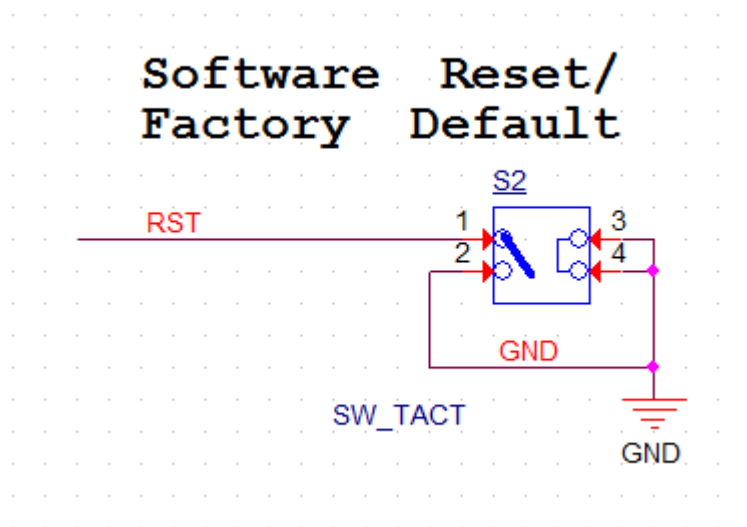 Software Reset/
Factory Default
S2
RST 1 3
2 4
GND
SW_TACT
GND